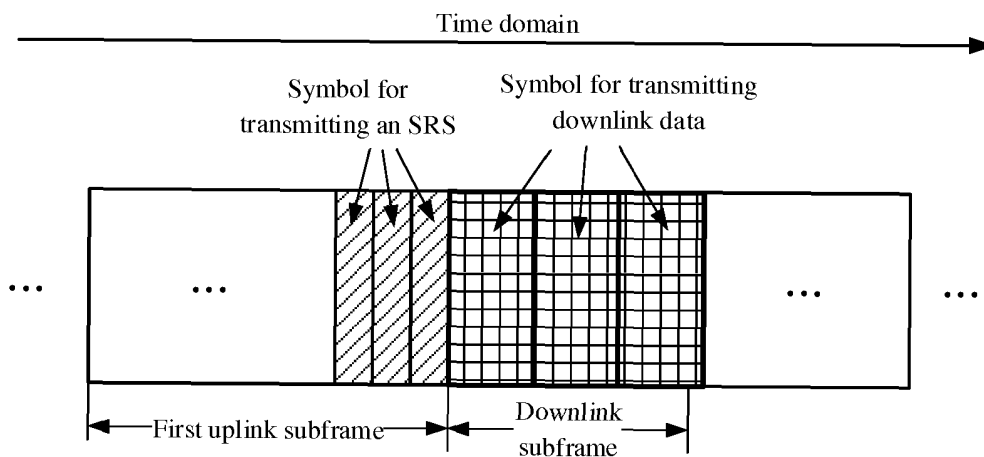 Time domain
Symbol for
transmitting an SRS
Symbol for transmitting
downlink data
...
...
...
...
First uplink subframe
Downlink
subframe